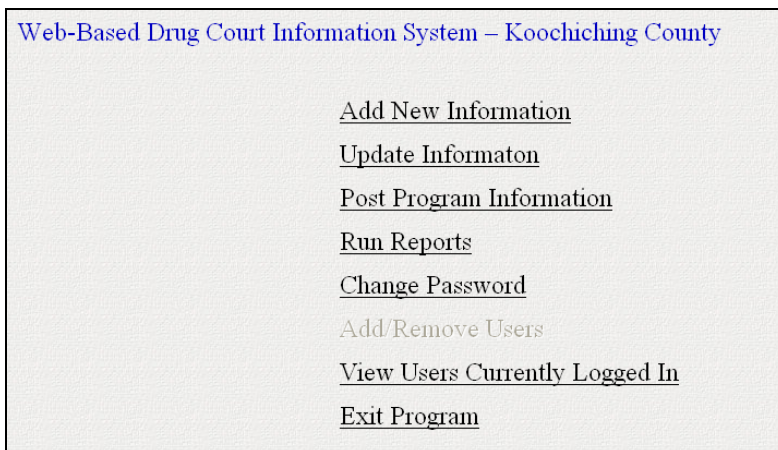 Web-Based Drug Court Information System – Koochiching County
Add New Information
Update Informaton
Post Program Information
Run Reports
Change Password
Add/Remove Users
View Users Currently Logged In
Exit Program